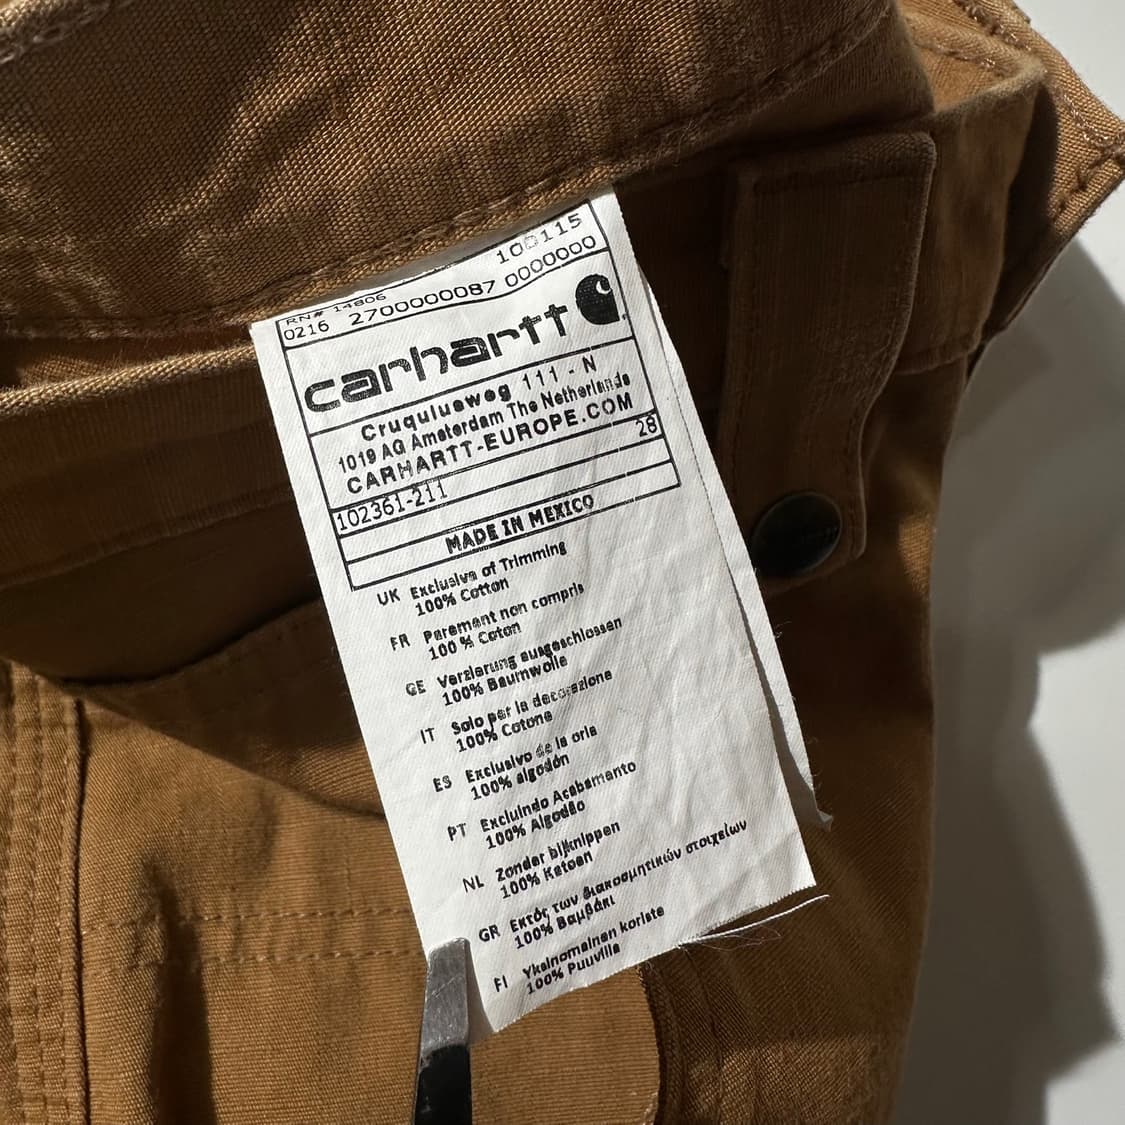 100115
RN# 14806
0216 2700000087 0000000
carhartt
Cruquiusweg 111 - N
1019 AG Amsterdam The Netherlands
CARHARTT-EUROPE.COM
28
102361-211
MADE IN MEXICO
UK Exclusive of Trimming
100% Cotton
FR Parement non compris
100 % Coton
GE Verzierung ausgeschlossen
100% Baumwolle
IT Solo per la decorazione
100% Cotone
ES Exclusivo de la orla
100% algodón
PT Excluindo Acabamento
100% Algodão
NL Zonder bijknippen
100% Katoen
GR Εκτός των διακοσμητικών στοιχείων
100% Βαμβάκι
FI Yksinomainen koriste
100% Puuvilla